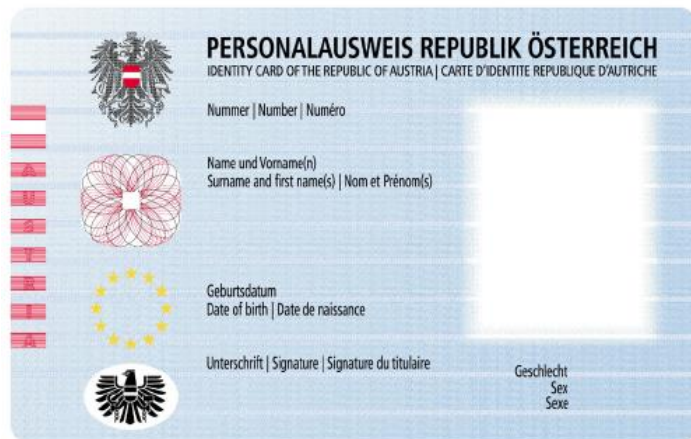 PERSONALAUSWEIS REPUBLIK ÖSTERREICH
IDENTITY CARD OF THE REPUBLIC OF AUSTRIA | CARTE D'IDENTITE REPUBLIQUE D'AUTRICHE
Nummer | Number | Numéro
Name und Vorname(n)
Surname and first name(s) | Nom et Prénom(s)
Geburtsdatum
Date of birth | Date de naissance
Unterschrift | Signature | Signature du titulaire
Geschlecht
Sex
Sexe
AUSTRIA